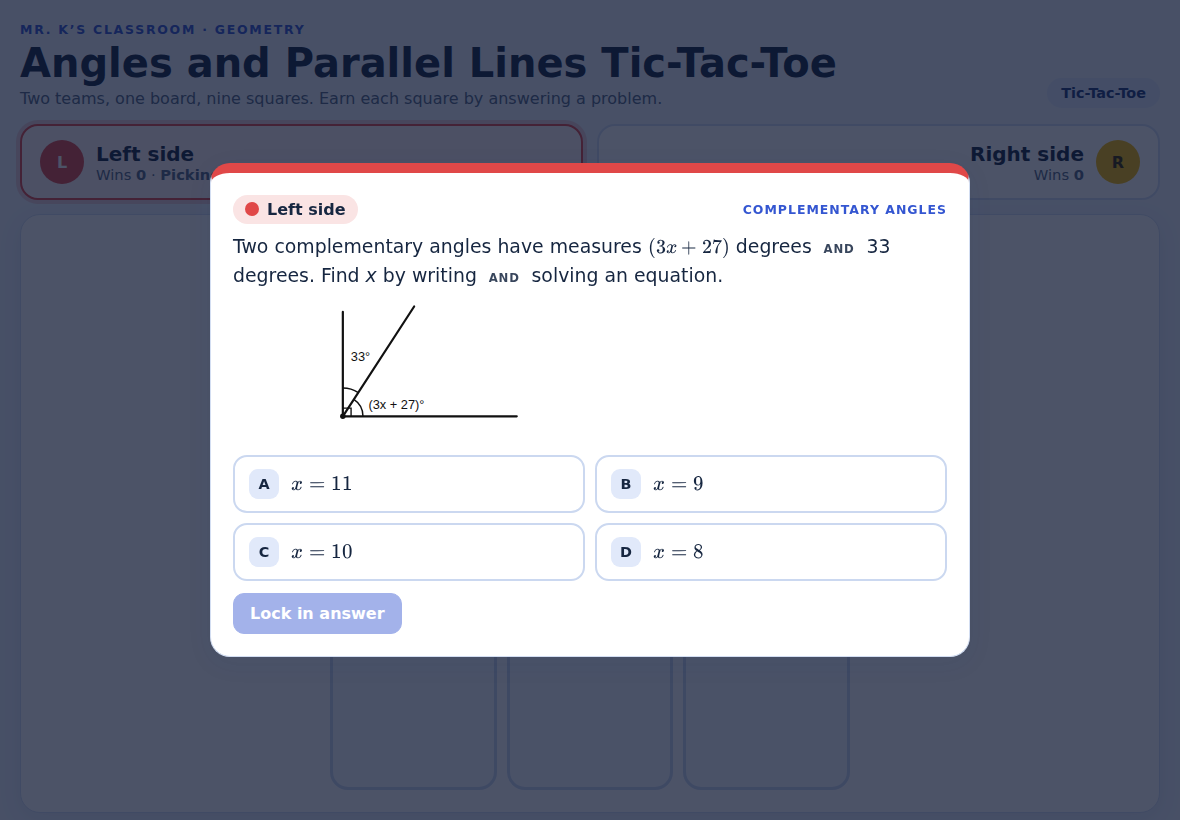 MR. K'S CLASSROOM · GEOMETRY
Angles and Parallel Lines Tic-Tac-Toe
Two teams, one board, nine squares. Earn each square by answering a problem.
Tic-Tac-Toe
L
Left side
Wins 0 · Pickin
Right side
Wins 0
R
Left side
COMPLEMENTARY ANGLES
Two complementary angles have measures (3x + 27) degrees AND 33
degrees. Find x by writing AND solving an equation.
33°
(3x + 27)°
A x = 11
B x = 9
C x = 10
D x = 8
Lock in answer